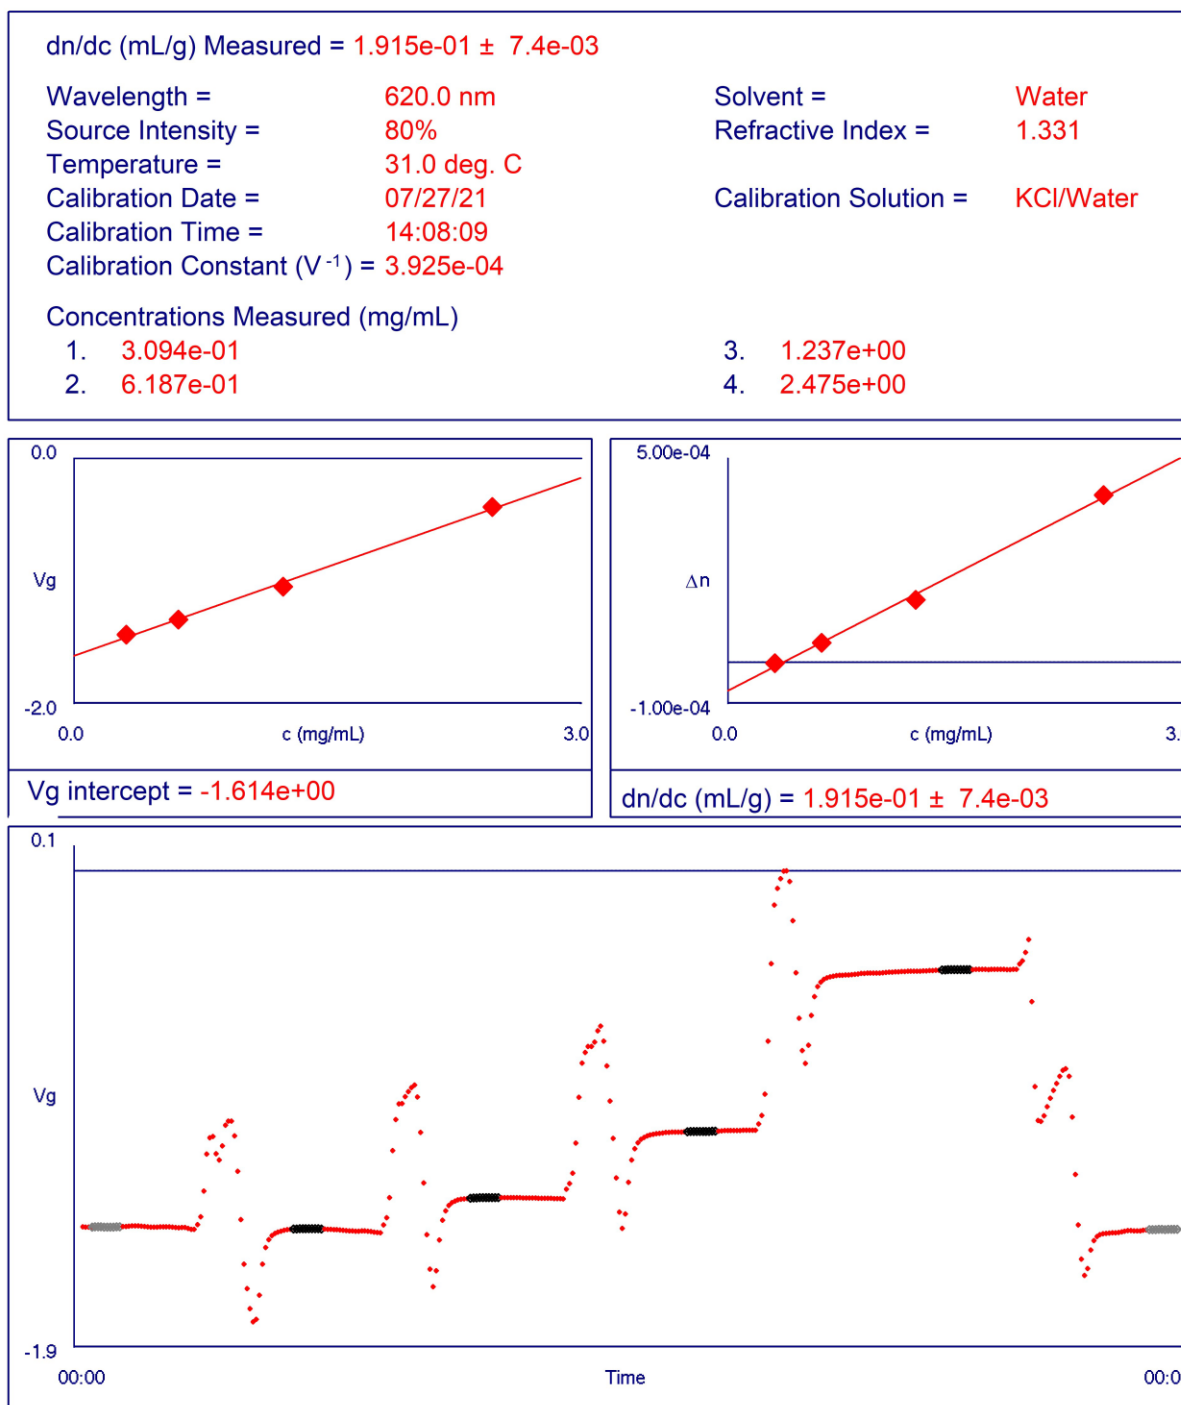 dn/dc (mL/g) Measured = 1.915e-01 ± 7.4e-03
Wavelength = 620.0 nm Solvent = Water
Source Intensity = 80% Refractive Index = 1.331
Temperature = 31.0 deg. C
Calibration Date = 07/27/21 Calibration Solution = KCl/Water
Calibration Time = 14:08:09
Calibration Constant (V⁻¹) = 3.925e-04
Concentrations Measured (mg/mL)
1. 3.094e-01 3. 1.237e+00
2. 6.187e-01 4. 2.475e+00
0.0
Vg
-2.0
0.0 c (mg/mL) 3.0
Vg intercept = -1.614e+00
5.00e-04
Δn
-1.00e-04
0.0 c (mg/mL) 3.
dn/dc (mL/g) = 1.915e-01 ± 7.4e-03
0.1
Vg
-1.9
00:00 Time 00:0